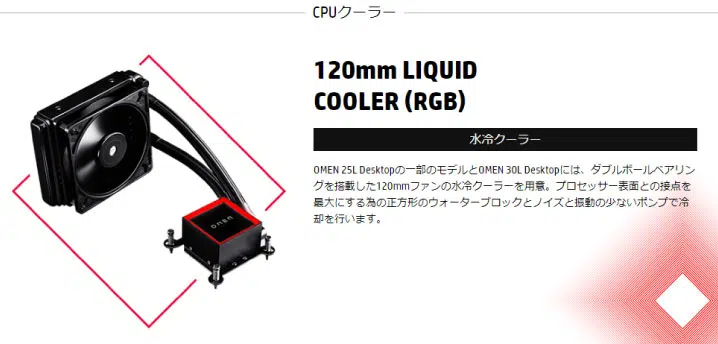 CPUクーラー
120mm LIQUID
COOLER (RGB)
水冷クーラー
OMEN 25L Desktopの一部のモデルとOMEN 30L Desktopには、ダブルボールベアリン
グを搭載した120mmファンの水冷クーラーを用意。プロセッサー表面との接点を
最大にする為の正方形のウォーターブロックとノイズと振動の少ないポンプで冷
却を行います。
OMEN